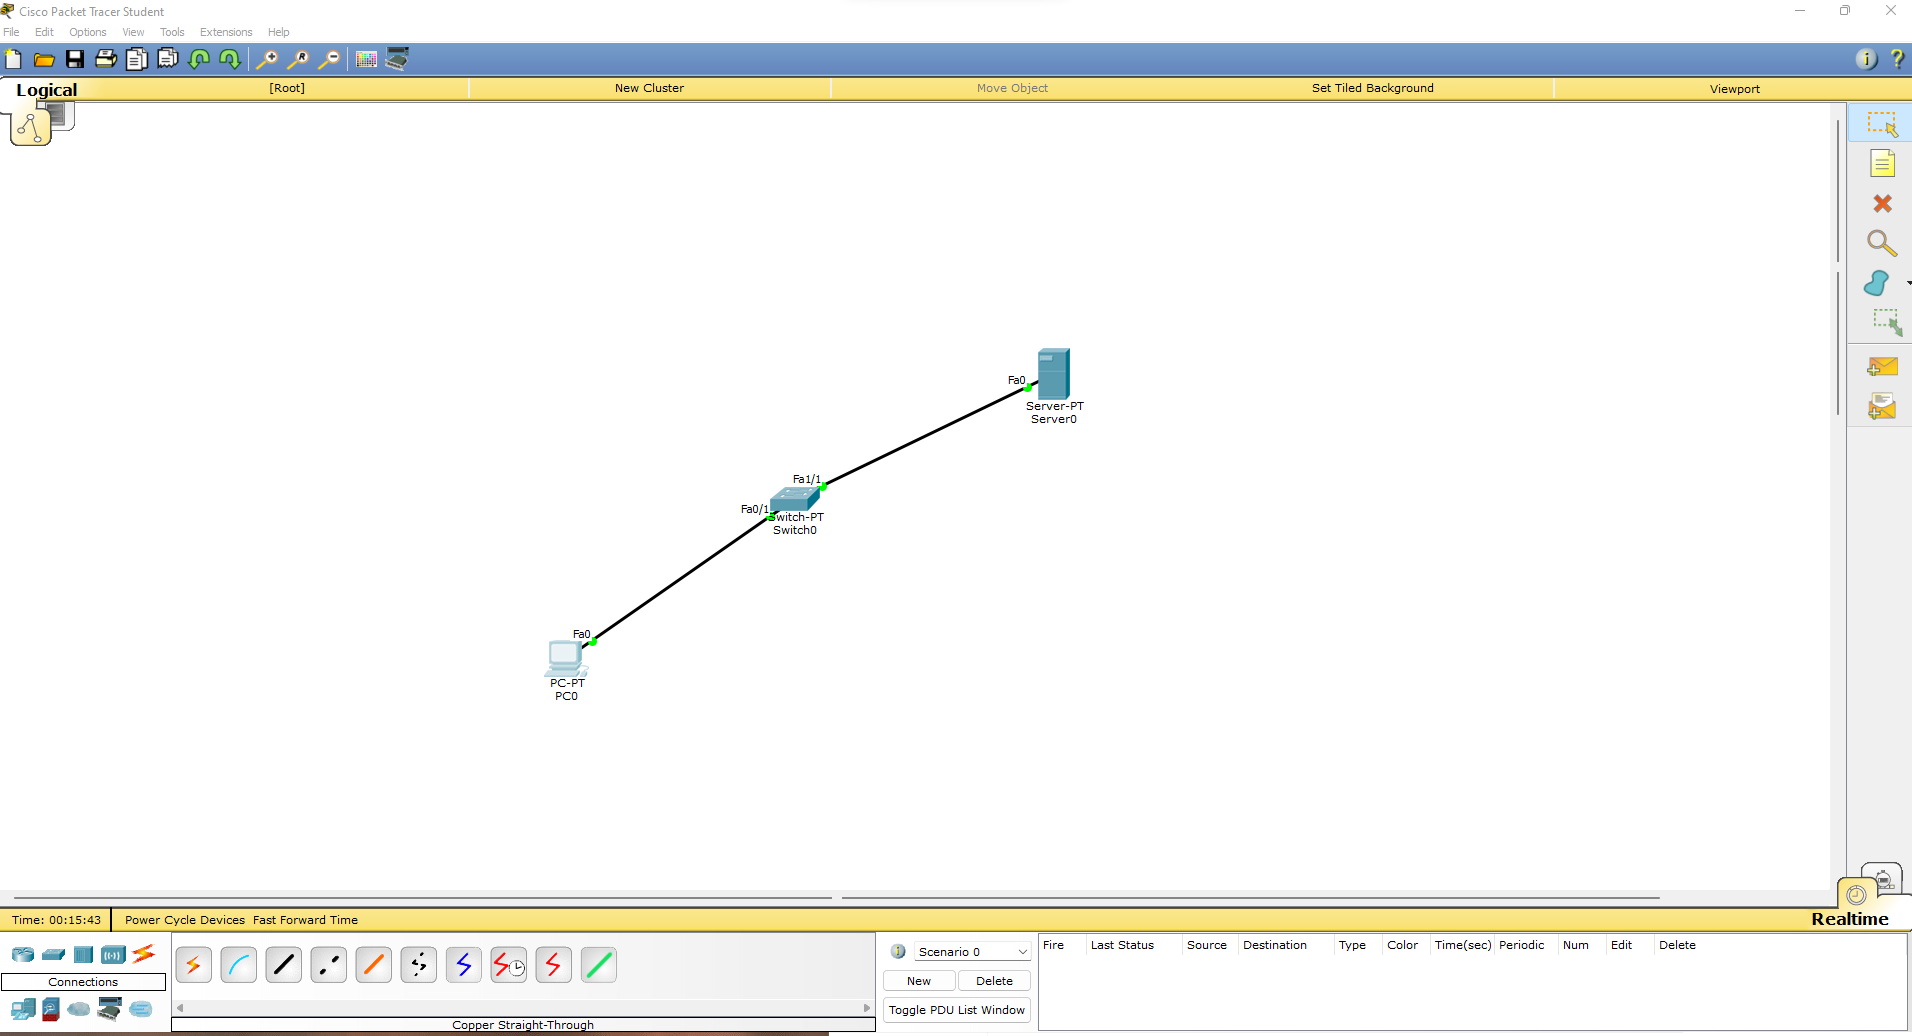 Cisco Packet Tracer Student
File Edit Options View Tools Extensions Help
Logical [Root] New Cluster Move Object Set Tiled Background Viewport
Fa0
Server-PT
Server0
Fa1/1
Fa0/1
Switch-PT
Switch0
Fa0
PC-PT
PC0
Time: 00:15:43 Power Cycle Devices Fast Forward Time
Realtime
Connections
Copper Straight-Through
Scenario 0
New Delete
Toggle PDU List Window
Fire Last Status Source Destination Type Color Time(sec) Periodic Num Edit Delete